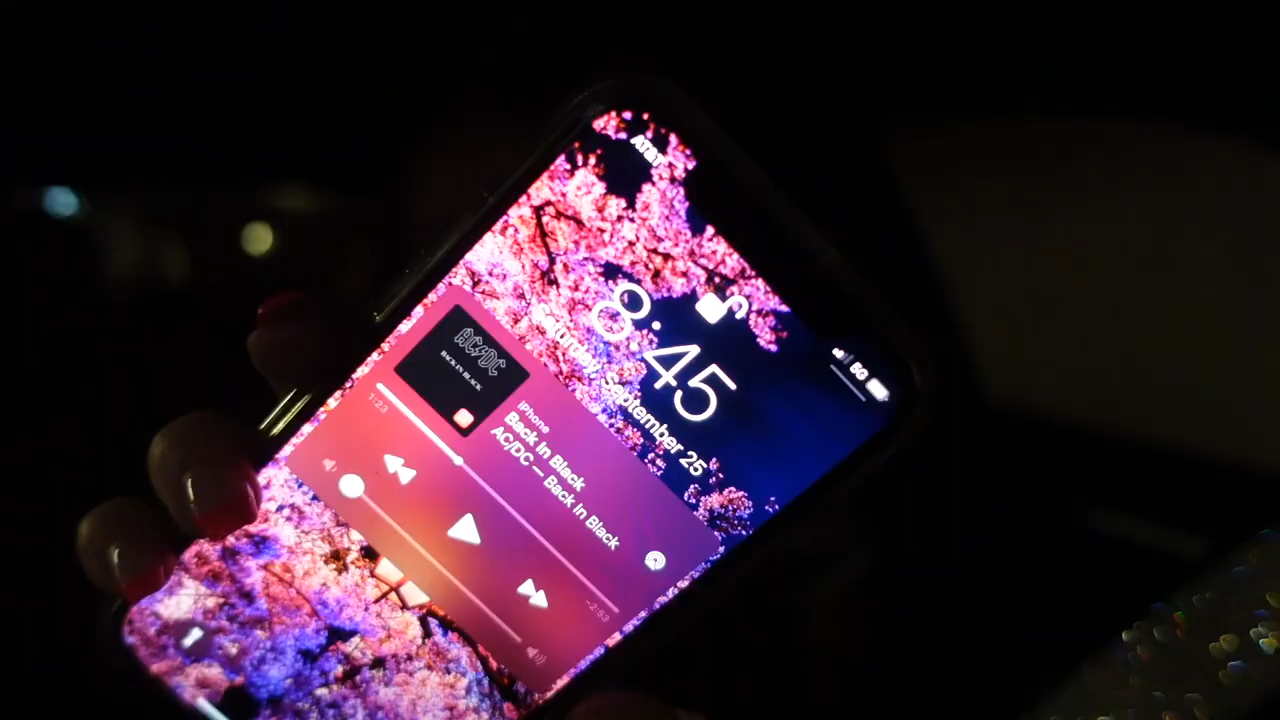 AT&T
5G
8:45
Saturday, September 25
AC/DC
BACK IN BLACK
iPhone
Back In Black
AC/DC — Back In Black
1:23
-2:53